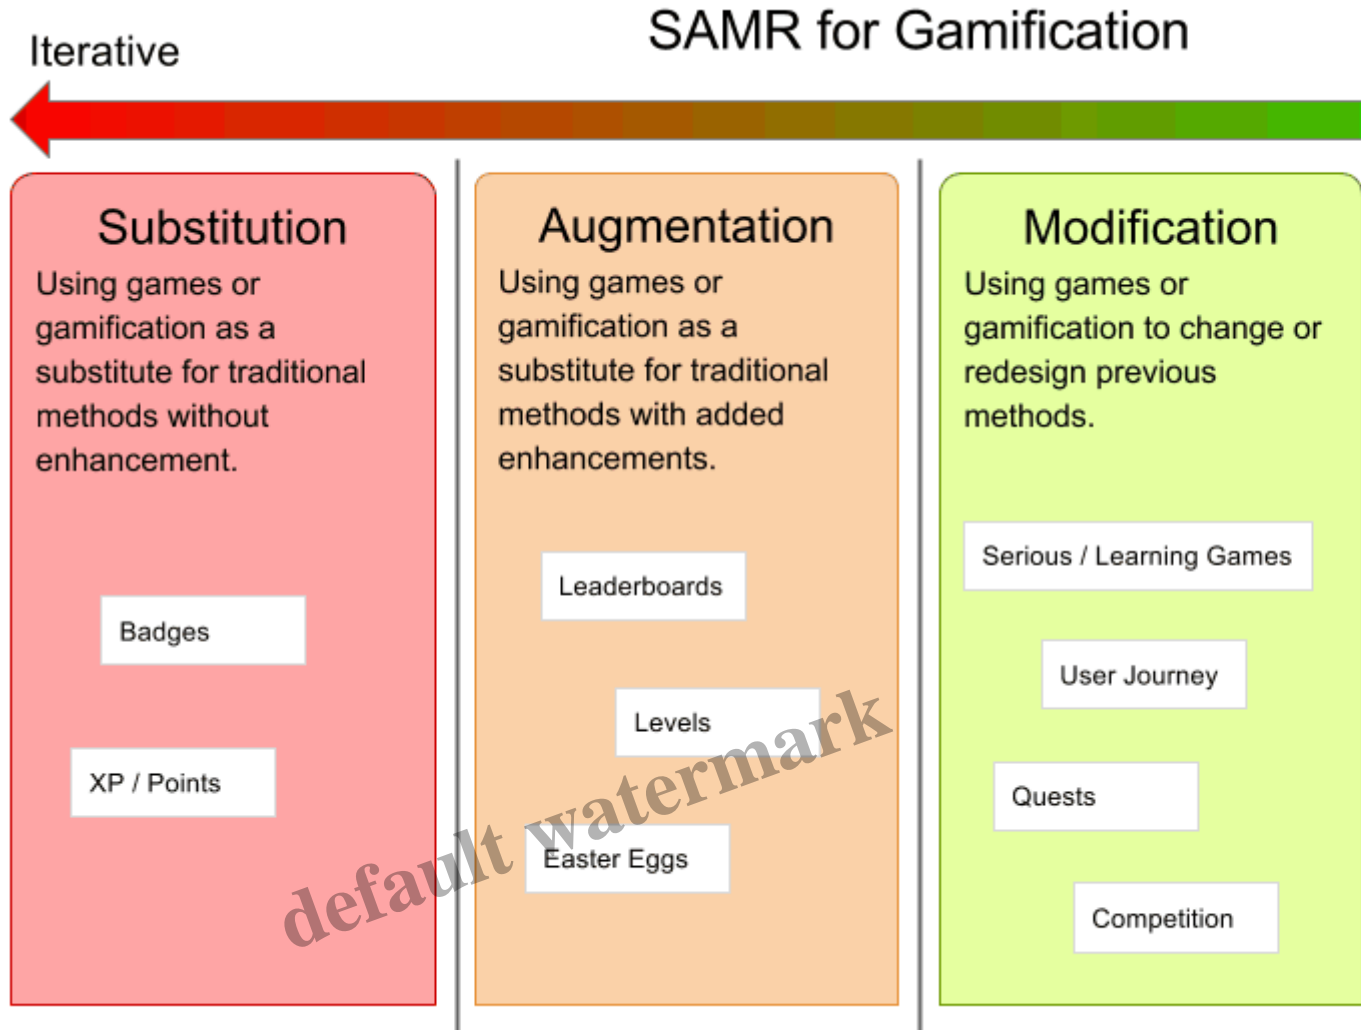 SAMR for Gamification
Iterative
Substitution
Using games or
gamification as a
substitute for traditional
methods without
enhancement.
Badges
XP / Points
Augmentation
Using games or
gamification as a
substitute for traditional
methods with added
enhancements.
Leaderboards
Levels
Easter Eggs
Modification
Using games or
gamification to change or
redesign previous
methods.
Serious / Learning Games
User Journey
Quests
Competition
default watermark